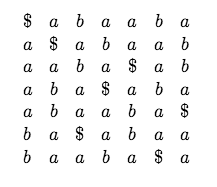 $ a b a a b a
a $ a b a a b
a a b a $ a b
a b a $ a b a
a b a a b a $
b a $ a b a a
b a a b a $ a